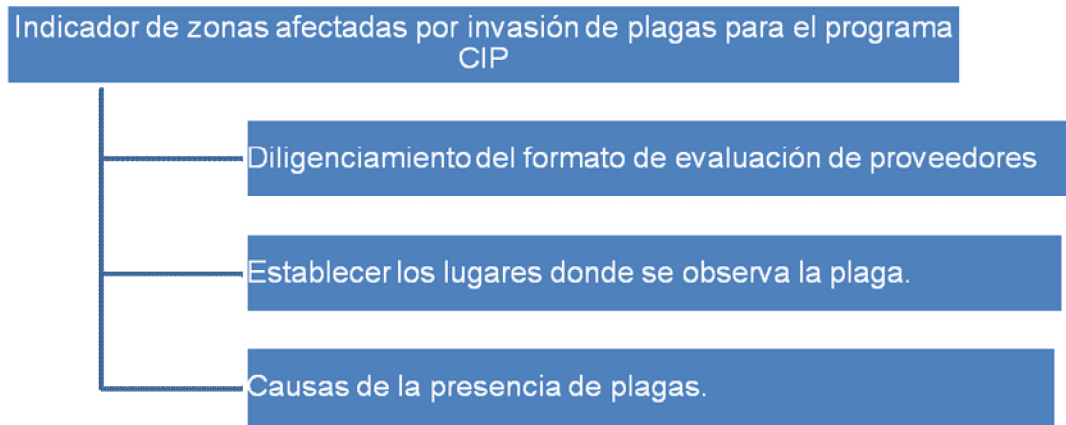 Indicador de zonas afectadas por invasión de plagas para el programa
CIP
Diligenciamiento del formato de evaluación de proveedores
Establecer los lugares donde se observa la plaga.
Causas de la presencia de plagas.